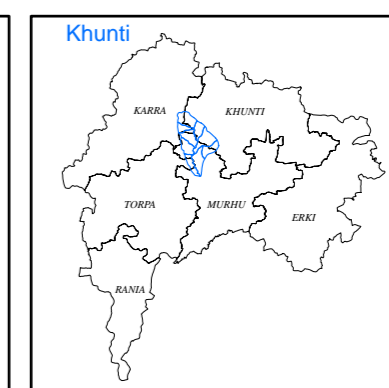 Khunti
KARRA
KHUNTI
TORPA
MURHU
ERKI
RANIA